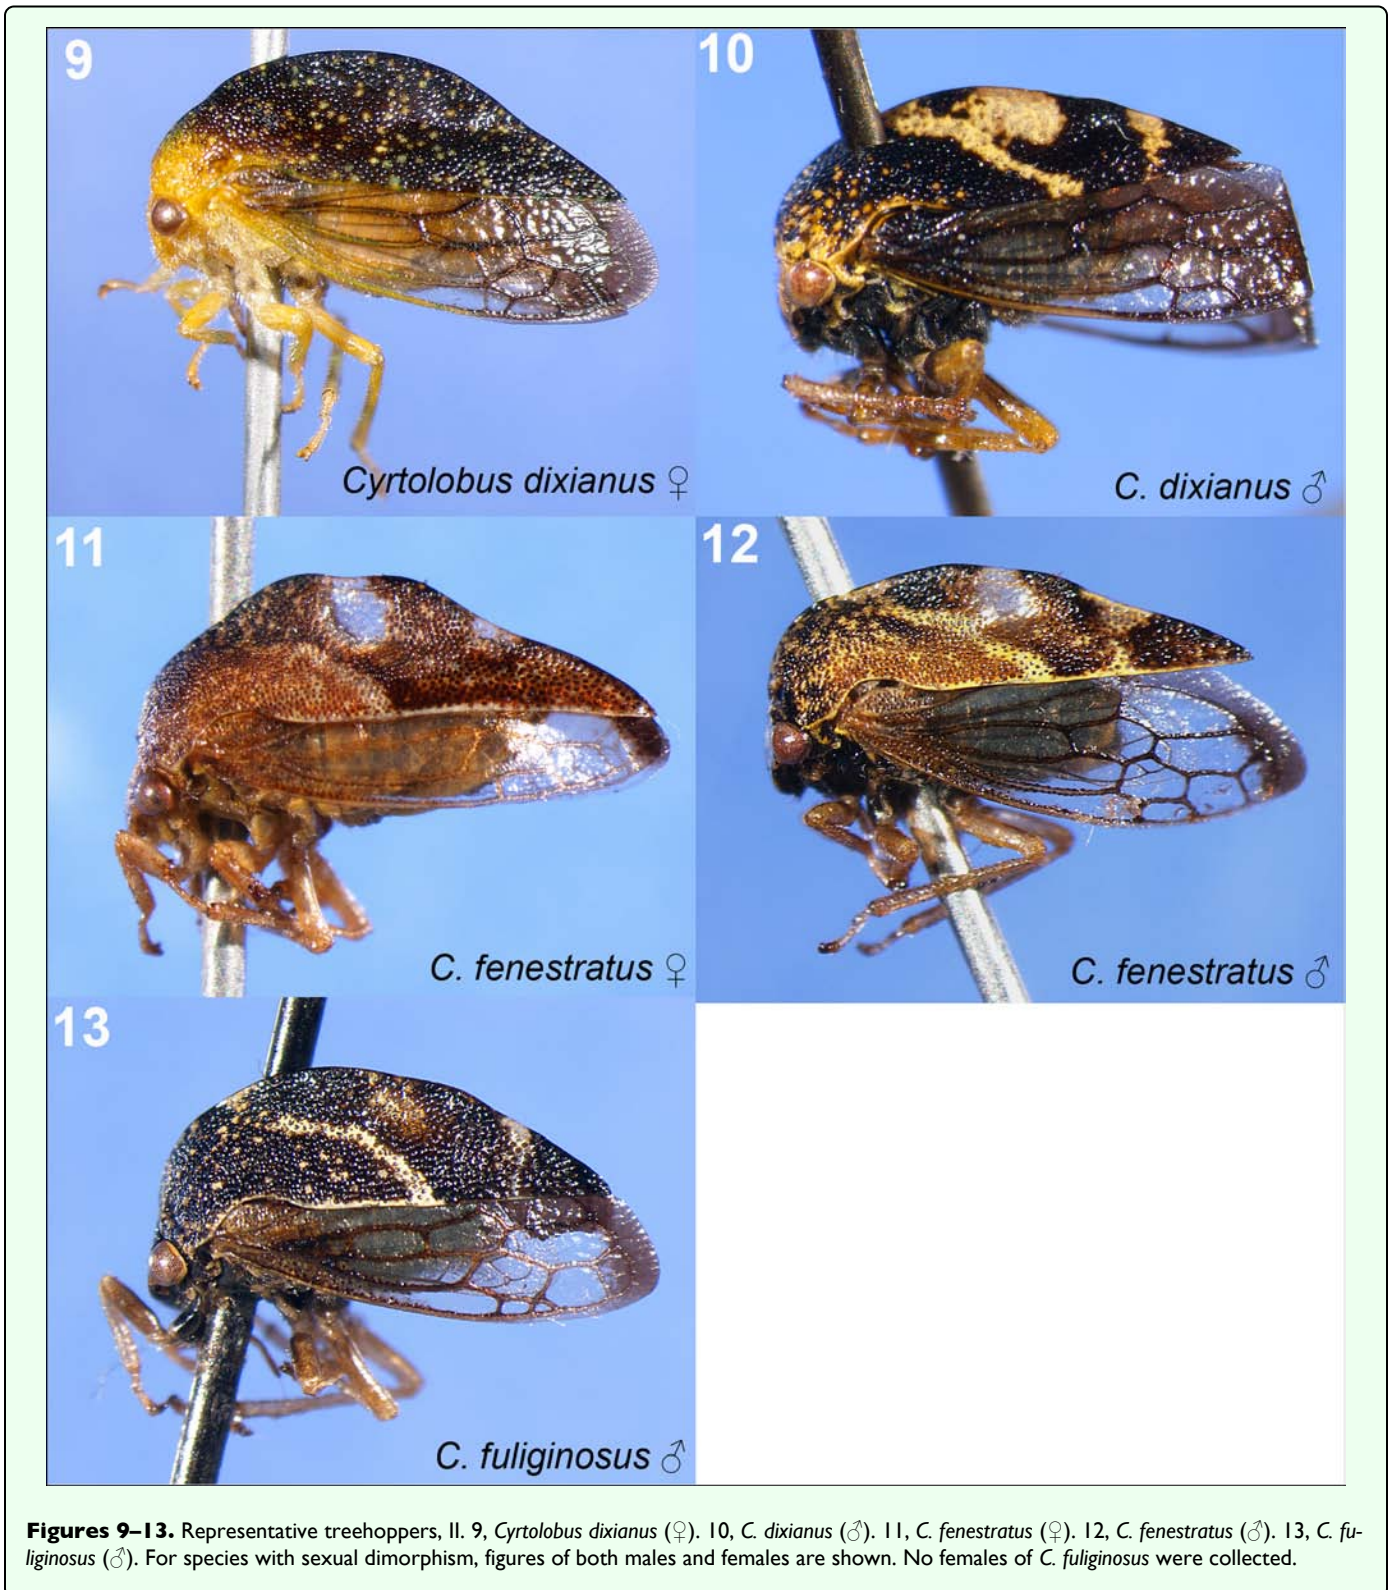 9
10
Cyrtolobus dixianus ♀
C. dixianus ♂
11
12
C. fenestratus ♀
C. fenestratus ♂
13
C. fuliginosus ♂
Figures 9–13. Representative treehoppers, II. 9, Cyrtolobus dixianus (♀). 10, C. dixianus (♂). 11, C. fenestratus (♀). 12, C. fenestratus (♂). 13, C. fu-
liginosus (♂). For species with sexual dimorphism, figures of both males and females are shown. No females of C. fuliginosus were collected.